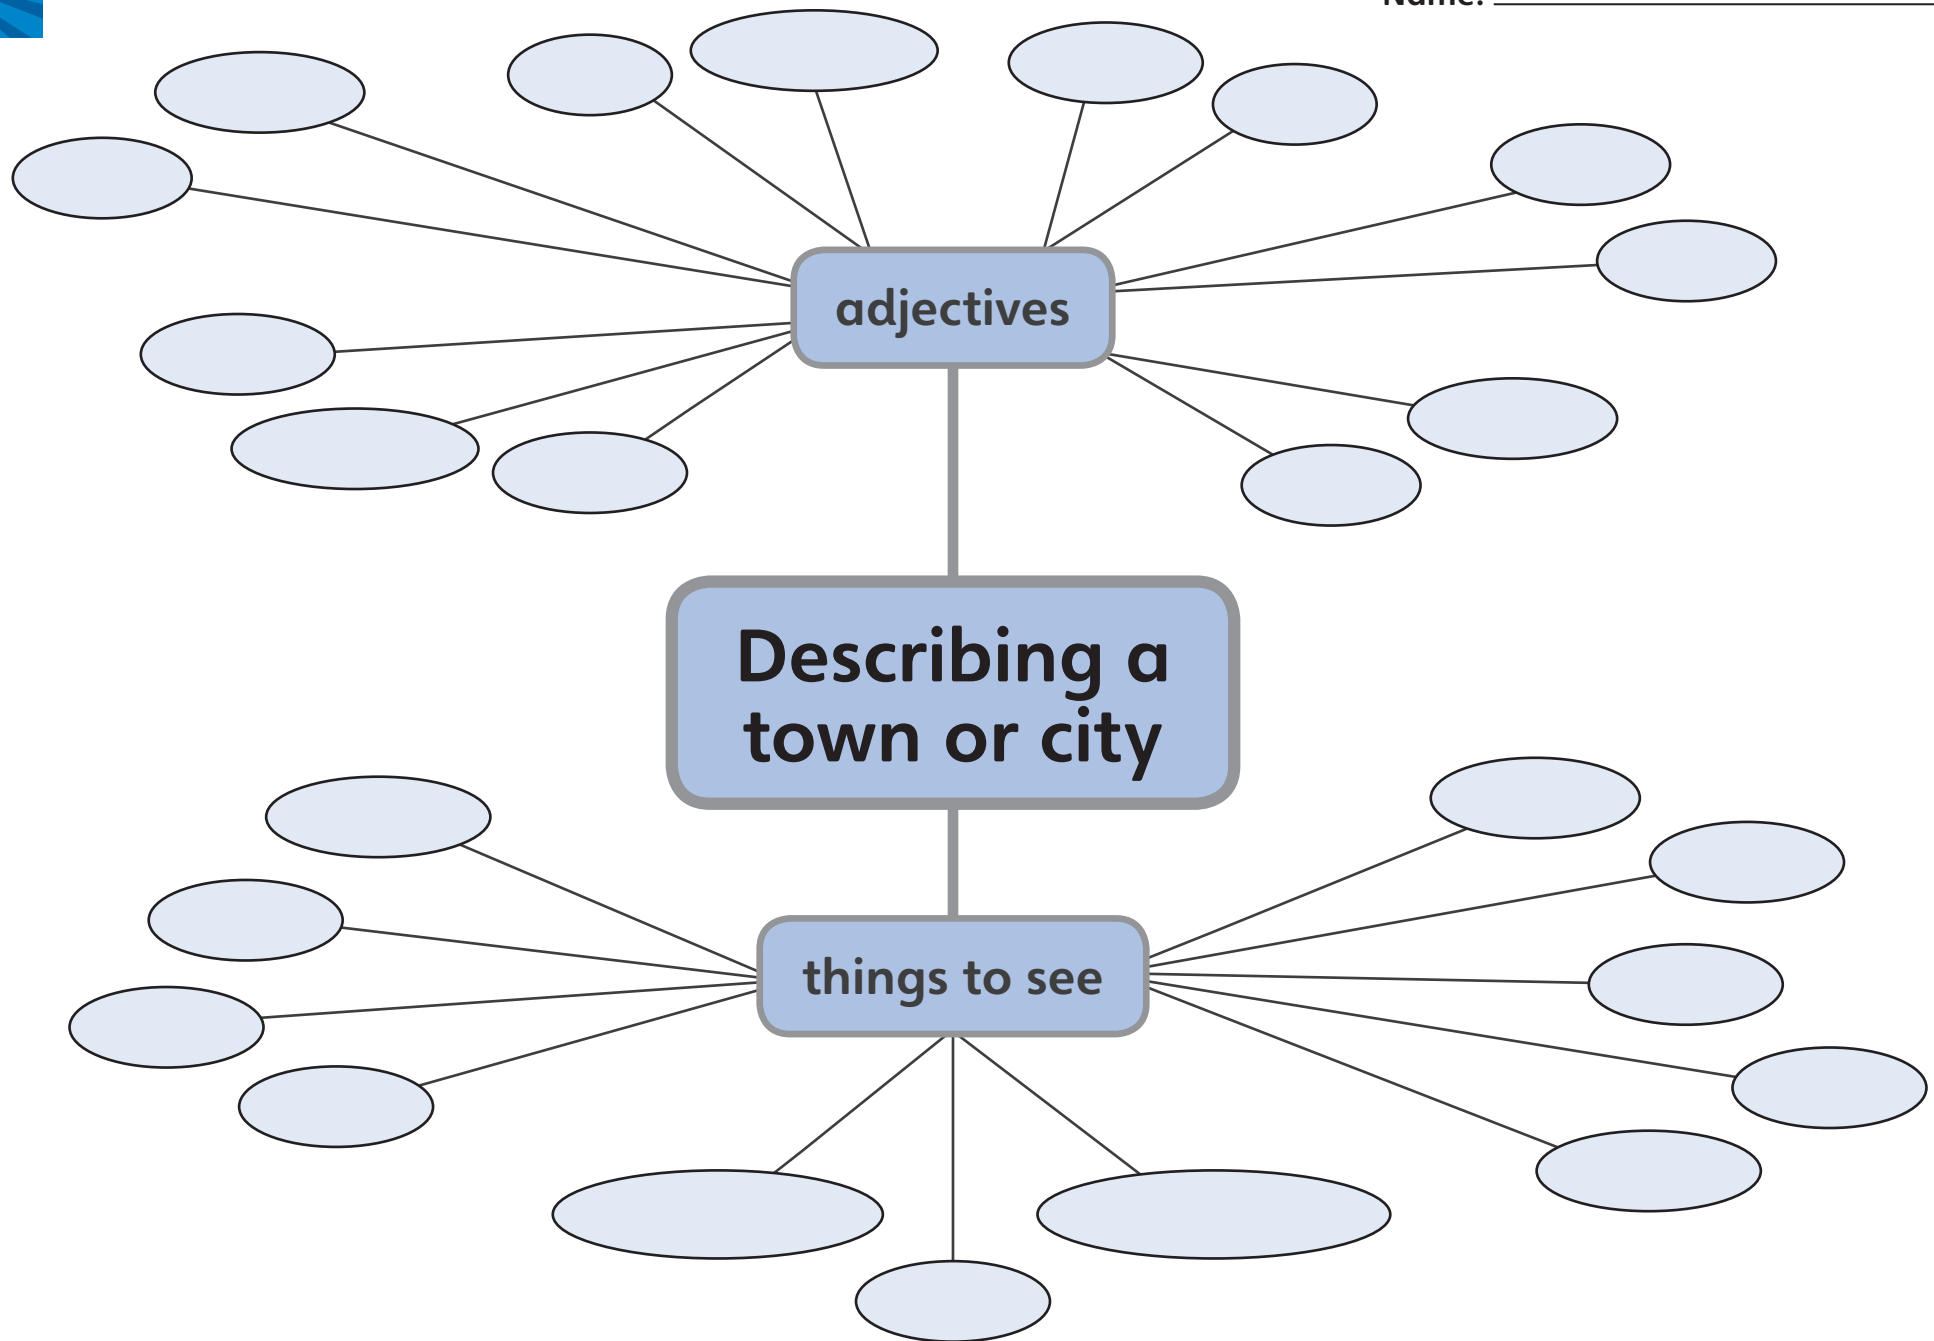 Name:
adjectives
Describing a
town or city
things to see